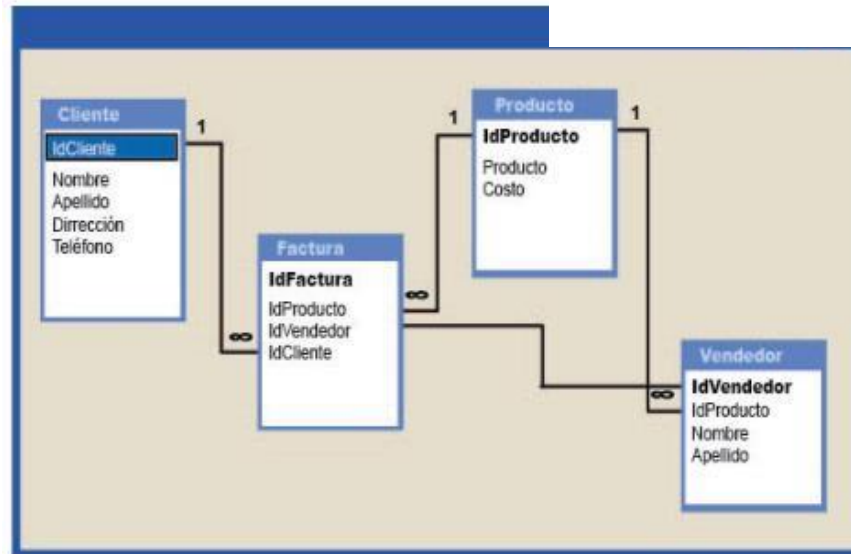 Cliente
IdCliente
Nombre
Apellido
Dirrección
Teléfono
1
∞
Factura
IdFactura
IdProducto
IdVendedor
IdCliente
∞
1
Producto
IdProducto
Producto
Costo
1
∞
Vendedor
IdVendedor
IdProducto
Nombre
Apellido